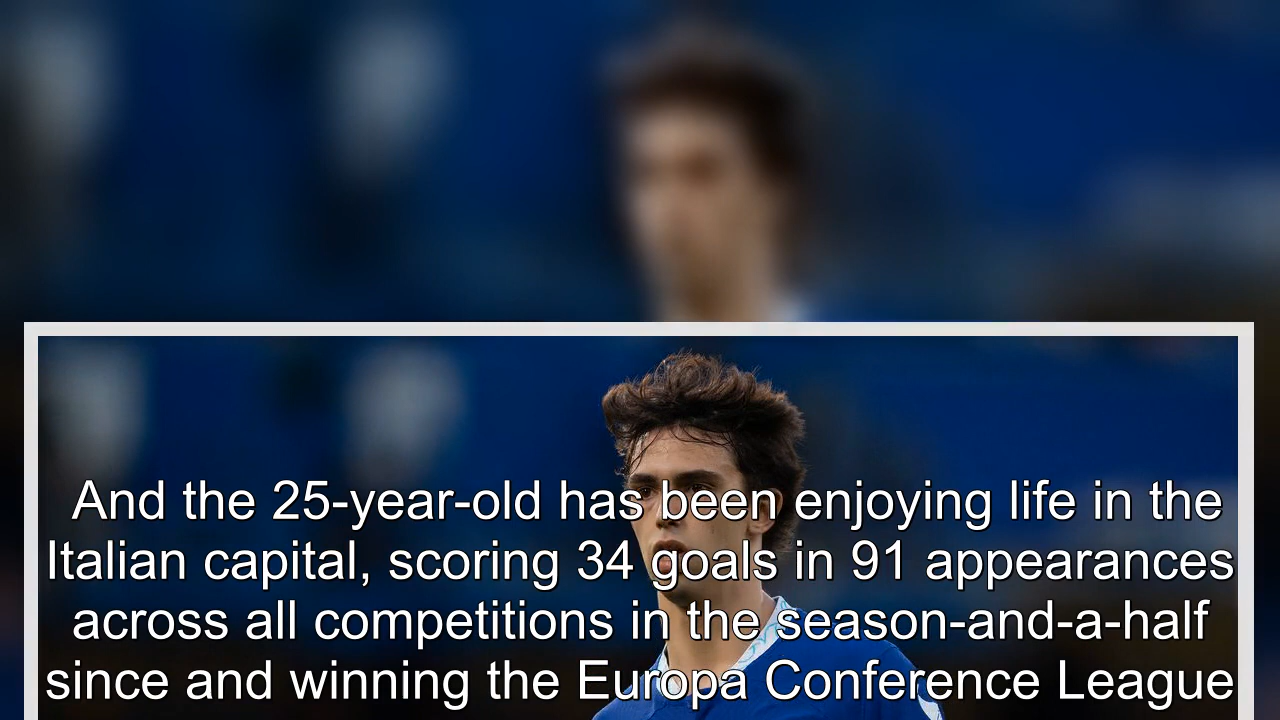 And the 25-year-old has been enjoying life in the
Italian capital, scoring 34 goals in 91 appearances
across all competitions in the season-and-a-half
since and winning the Europa Conference League